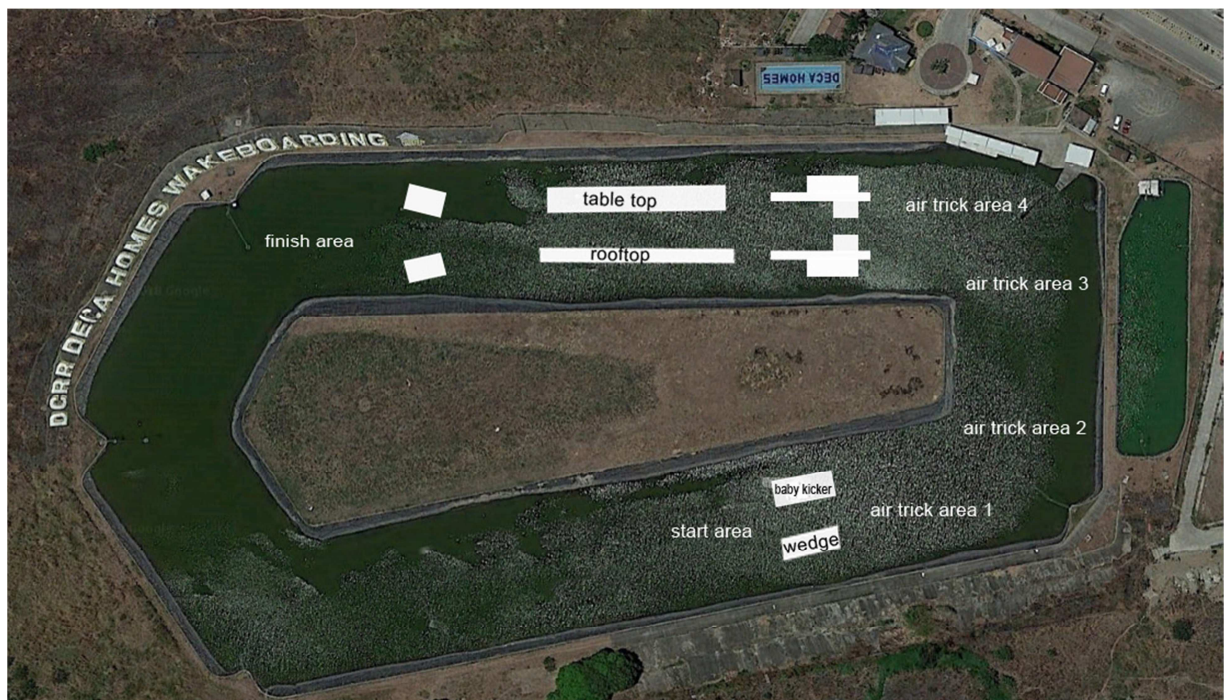 DECA HOMES
DCRR DECA HOMES WAKEBOARDING
table top
air trick area 4
finish area
rooftop
air trick area 3
air trick area 2
baby kicker
air trick area 1
start area
wedge